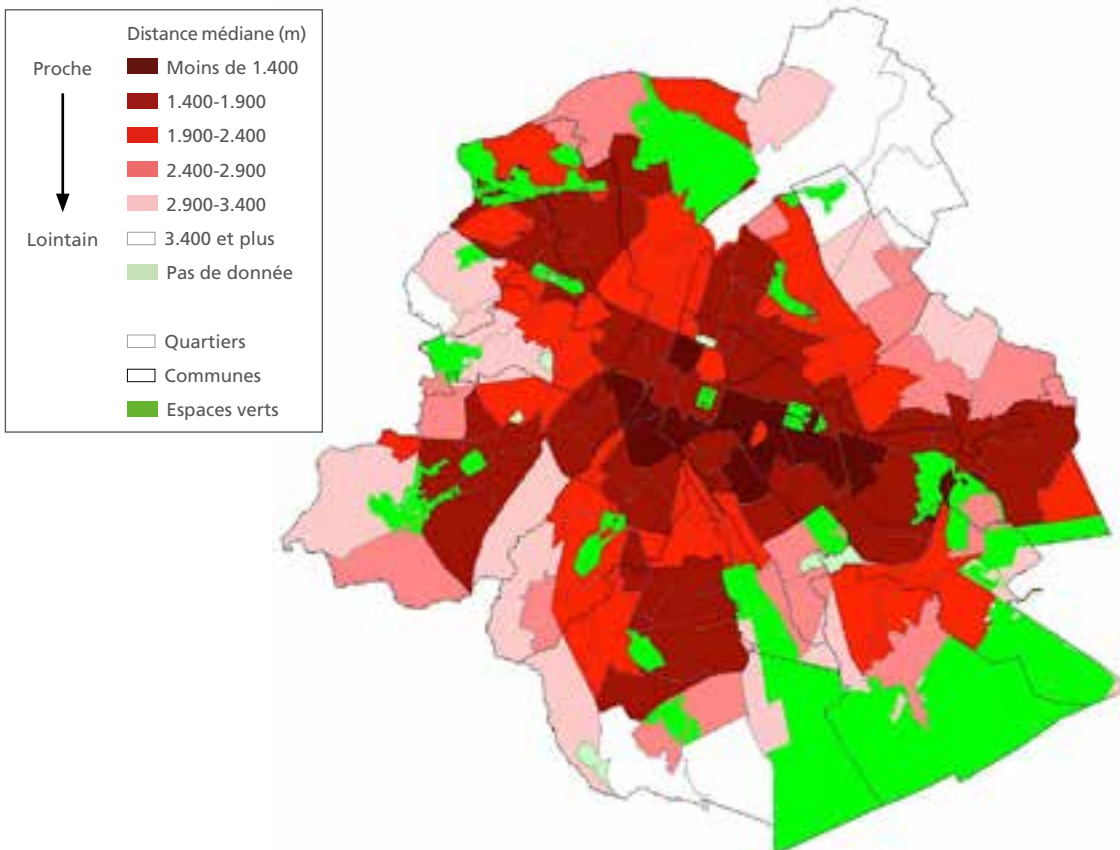 Distance médiane (m)
Proche
Moins de 1.400
1.400-1.900
1.900-2.400
2.400-2.900
2.900-3.400
Lointain
3.400 et plus
Pas de donnée
Quartiers
Communes
Espaces verts